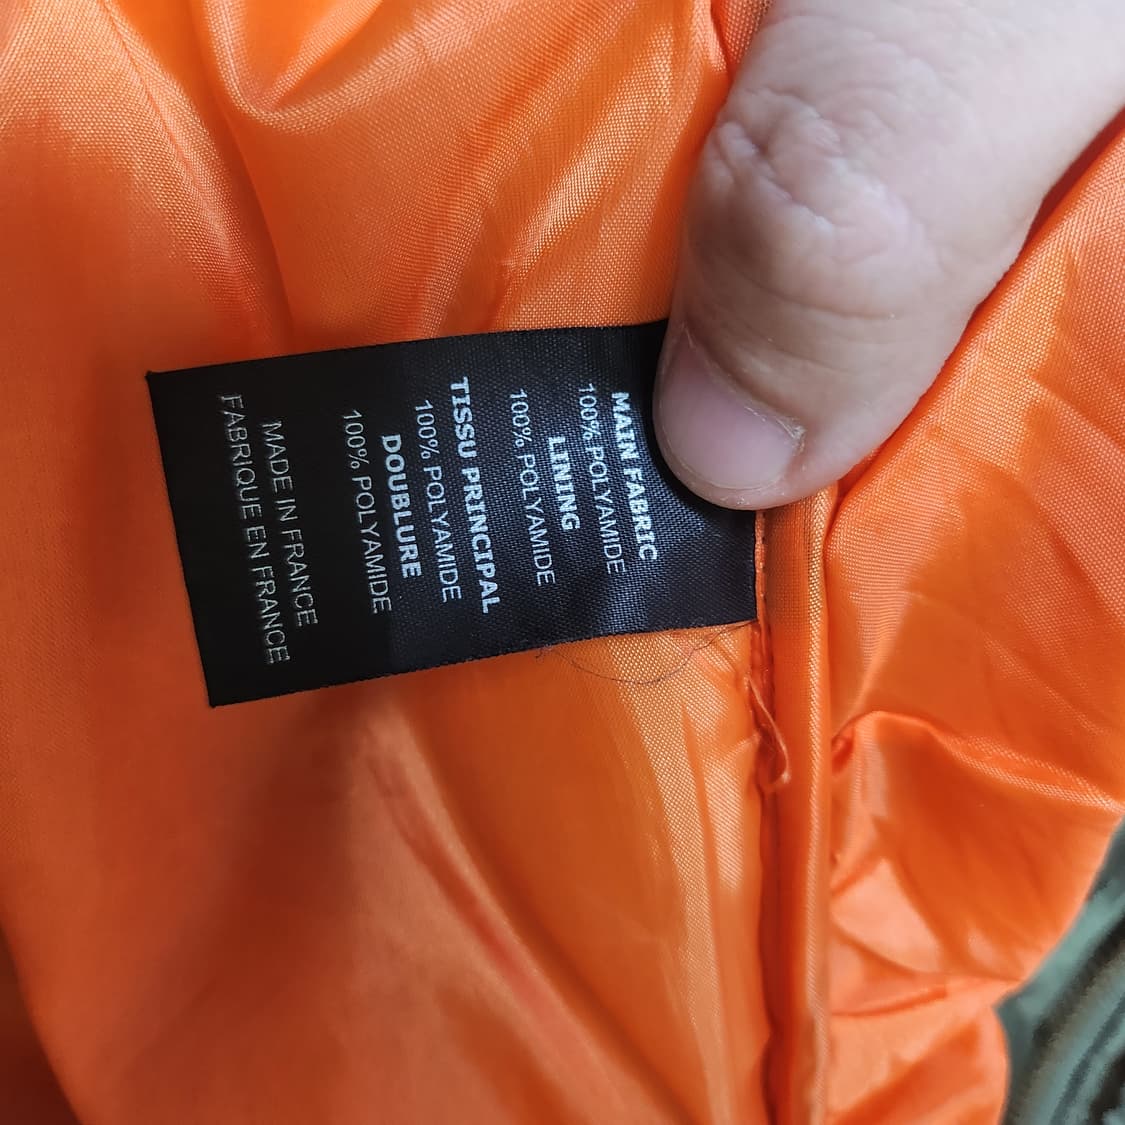 MAIN FABRIC
100% POLYAMIDE
LINING
100% POLYAMIDE
TISSU PRINCIPAL
100% POLYAMIDE
DOUBLURE
100% POLYAMIDE
MADE IN FRANCE
FABRIQUE EN FRANCE